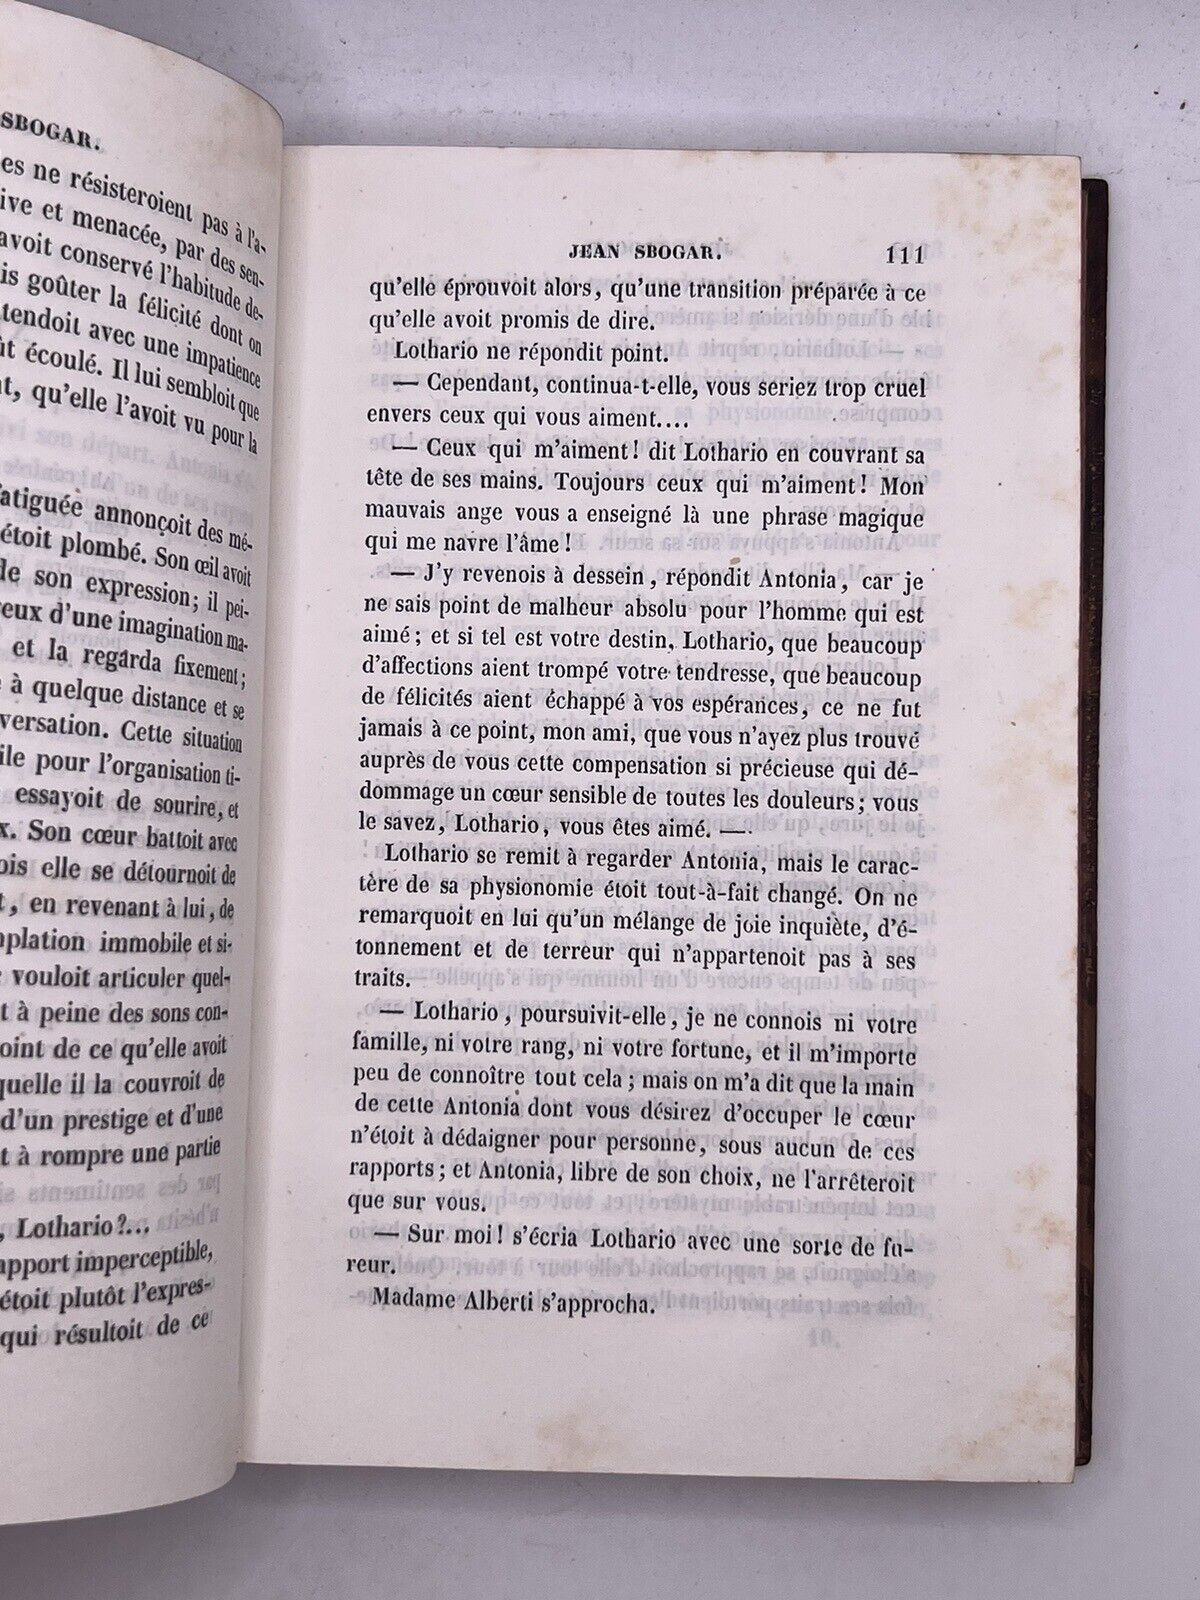 SBOGAR.
es ne résisteroient pas à l'a-
ive et menacée, par des sen-
avoit conservé l'habitude de-
is goûter la félicité dont on
tendoit avec une impatience
ût écoulé. Il lui sembloit que
t, qu'elle l'avoit vu pour la
fatiguée annonçoit des mé-
étoit plombé. Son œil avoit
de son expression; il pei-
reux d'une imagination ma-
et la regarda fixement;
à quelque distance et se
versation. Cette situation
ile pour l'organisation ti-
essayoit de sourire, et
x. Son cœur battoit avec
ois elle se détournoit de
t, en revenant à lui, de
mplation immobile et si-
vouloit articuler quel-
t à peine des sons con-
oint de ce qu'elle avoit
quelle il la couvroit de
d'un prestige et d'une
t à rompre une partie
, Lothario?...
apport imperceptible,
étoit plutôt l'expres-
qui résultoit de ce
JEAN SBOGAR. 111
qu'elle éprouvoit alors, qu'une transition préparée à ce
qu'elle avoit promis de dire.
Lothario ne répondit point.
— Cependant, continua-t-elle, vous seriez trop cruel
envers ceux qui vous aiment....
— Ceux qui m'aiment! dit Lothario en couvrant sa
tête de ses mains. Toujours ceux qui m'aiment! Mon
mauvais ange vous a enseigné là une phrase magique
qui me navre l'âme!
— J'y revenois à dessein, répondit Antonia, car je
ne sais point de malheur absolu pour l'homme qui est
aimé; et si tel est votre destin, Lothario, que beaucoup
d'affections aient trompé votre tendresse, que beaucoup
de félicités aient échappé à vos espérances, ce ne fut
jamais à ce point, mon ami, que vous n'ayez plus trouvé
auprès de vous cette compensation si précieuse qui dé-
dommage un cœur sensible de toutes les douleurs; vous
le savez, Lothario, vous êtes aimé. —
Lothario se remit à regarder Antonia, mais le carac-
tère de sa physionomie étoit tout-à-fait changé. On ne
remarquoit en lui qu'un mélange de joie inquiète, d'é-
tonnement et de terreur qui n'appartenoit pas à ses
traits.
— Lothario, poursuivit-elle, je ne connois ni votre
famille, ni votre rang, ni votre fortune, et il m'importe
peu de connoître tout cela; mais on m'a dit que la main
de cette Antonia dont vous désirez d'occuper le cœur
n'étoit à dédaigner pour personne, sous aucun de ces
rapports; et Antonia, libre de son choix, ne l'arrêteroit
que sur vous.
— Sur moi! s'écria Lothario avec une sorte de fu-
reur.
Madame Alberti s'approcha.